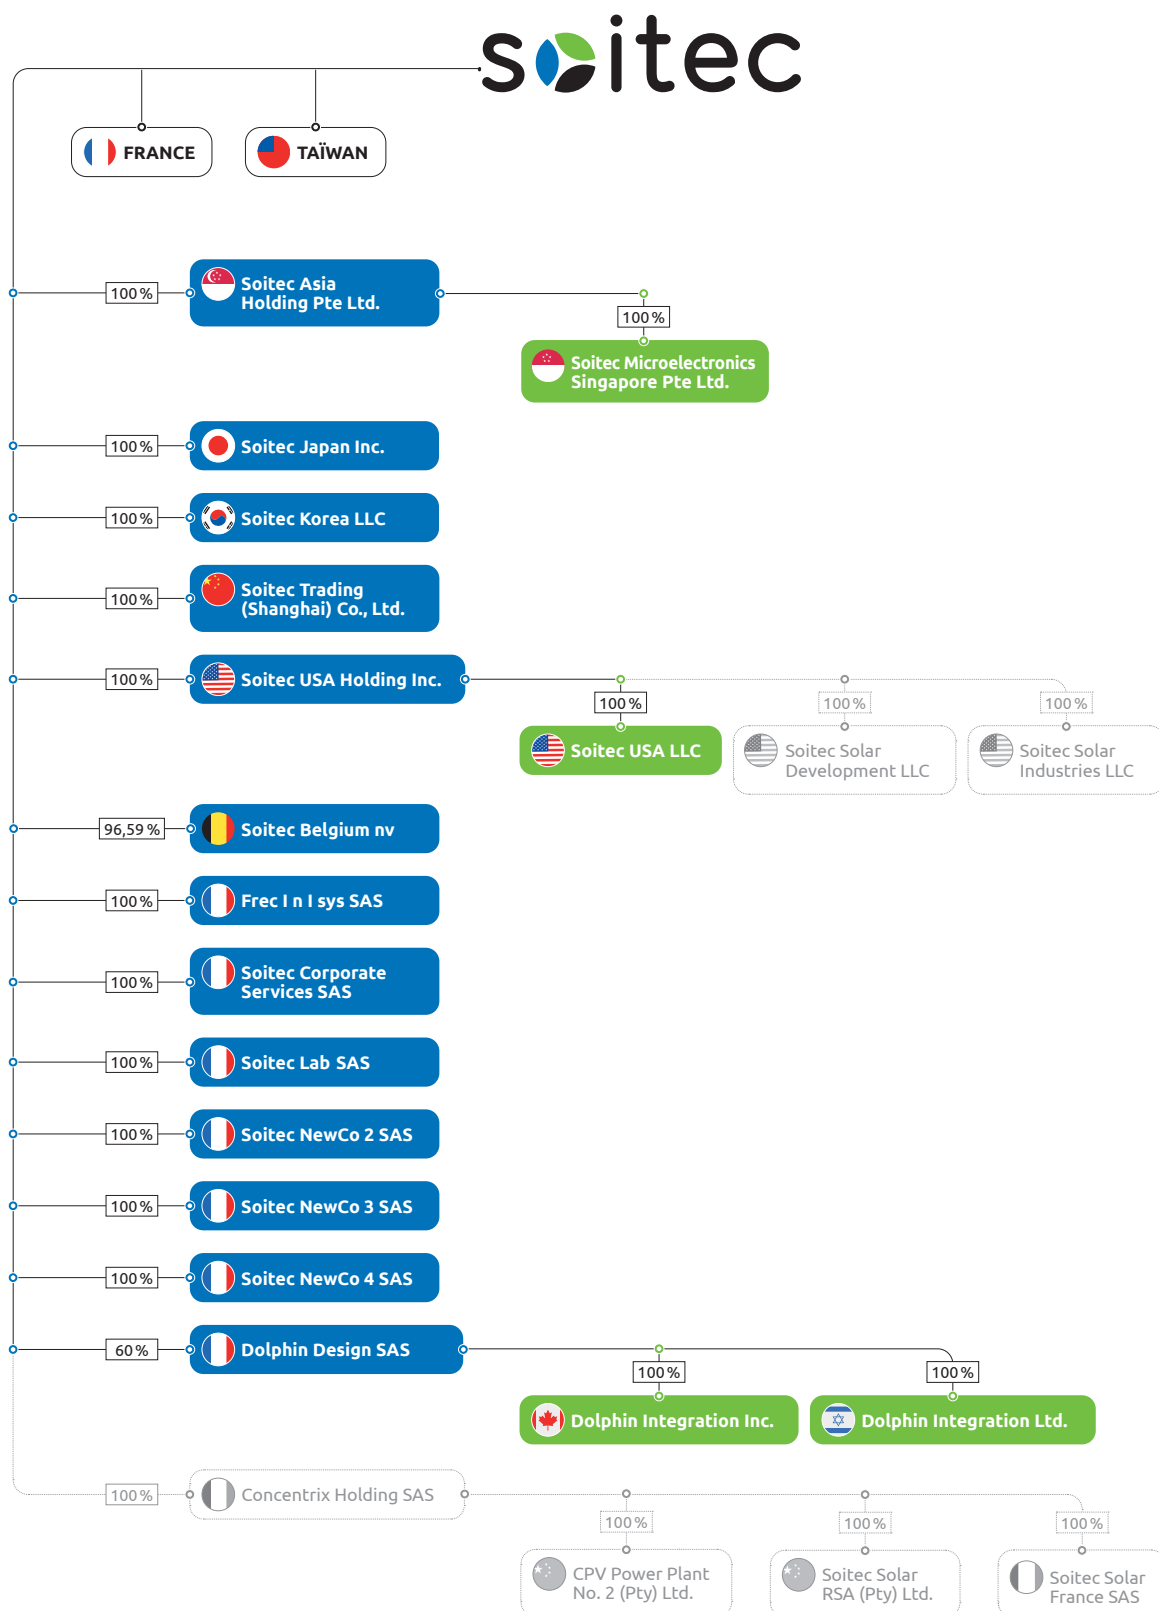 soitec
FRANCE
TAÏWAN
100 %
Soitec Asia
Holding Pte Ltd.
100 %
Soitec Microelectronics
Singapore Pte Ltd.
100 %
Soitec Japan Inc.
100 %
Soitec Korea LLC
100 %
Soitec Trading
(Shanghai) Co., Ltd.
100 %
Soitec USA Holding Inc.
100 %
100 %
100 %
Soitec USA LLC
Soitec Solar
Development LLC
Soitec Solar
Industries LLC
96,59 %
Soitec Belgium nv
100 %
Frec I n I sys SAS
100 %
Soitec Corporate
Services SAS
100 %
Soitec Lab SAS
100 %
Soitec NewCo 2 SAS
100 %
Soitec NewCo 3 SAS
100 %
Soitec NewCo 4 SAS
60 %
Dolphin Design SAS
100 %
100 %
Dolphin Integration Inc.
Dolphin Integration Ltd.
100 %
Concentrix Holding SAS
100 %
100 %
100 %
CPV Power Plant
No. 2 (Pty) Ltd.
Soitec Solar
RSA (Pty) Ltd.
Soitec Solar
France SAS